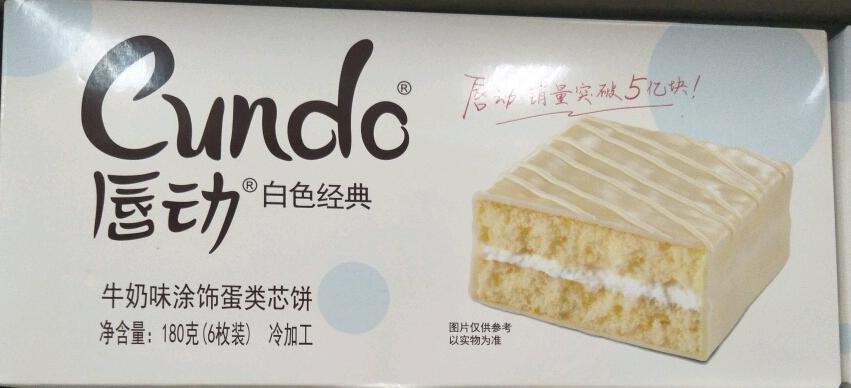 Cundo®
唇动® 白色经典
唇动 销量突破5亿块!
牛奶味涂饰蛋类芯饼
净含量: 180克(6枚装) 冷加工
图片仅供参考
以实物为准